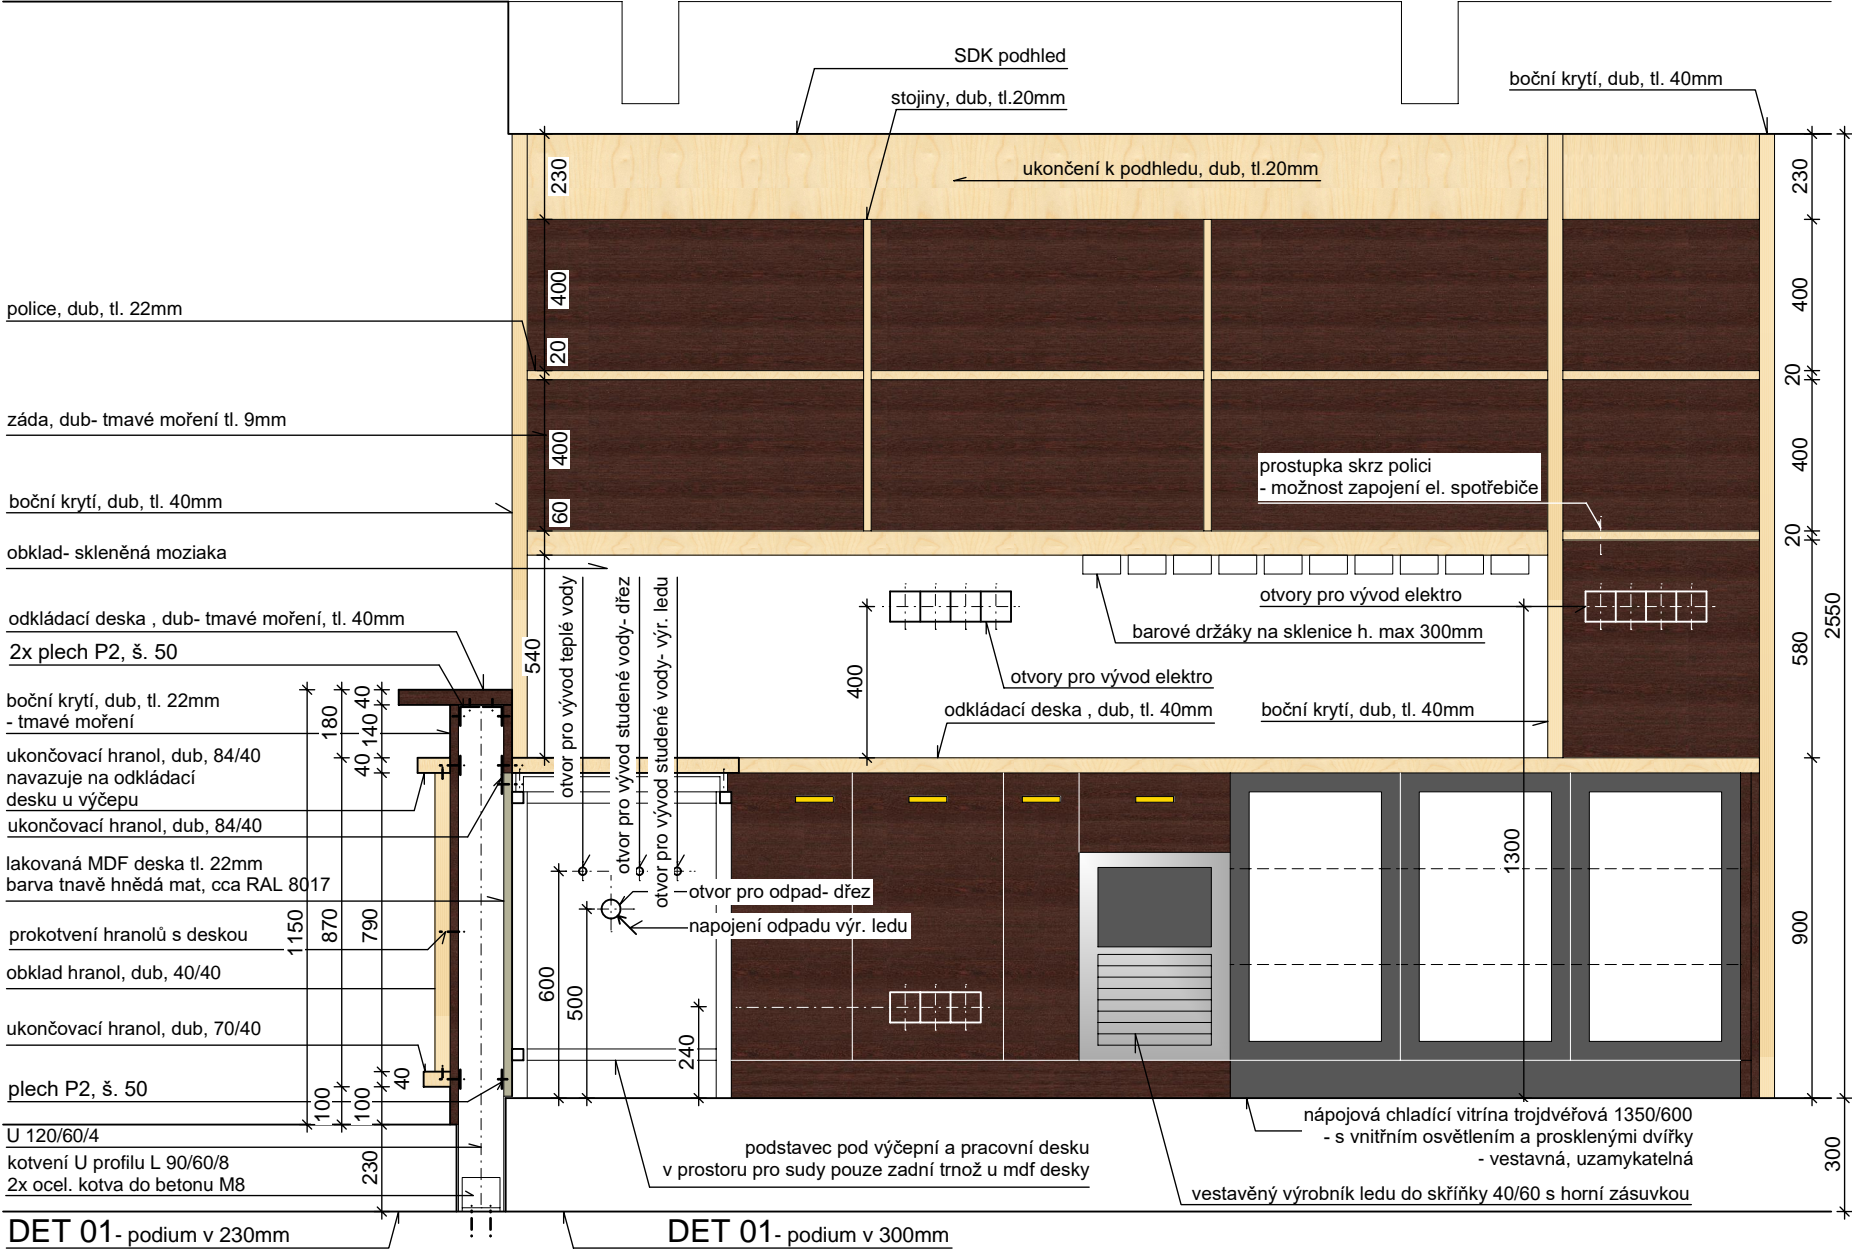 SDK podhled
boční krytí, dub, tl. 40mm
stojiny, dub, tl.20mm
ukončení k podhledu, dub, tl.20mm
230
230
400
400
police, dub, tl. 22mm
20
20
záda, dub- tmavé moření tl. 9mm
400
400
prostupka skrz polici
- možnost zapojení el. spotřebiče
boční krytí, dub, tl. 40mm
60
20
obklad- skleněná moziaka
otvor pro vývod teplé vody
otvor pro vývod studené vody- dřez
otvor pro vývod studené vody- výr. ledu
otvory pro vývod elektro
2550
odkládací deska , dub- tmavé moření, tl. 40mm
barové držáky na sklenice h. max 300mm
540
580
2x plech P2, š. 50
400
otvory pro vývod elektro
boční krytí, dub, tl. 22mm
- tmavé moření
180
40
140
40
odkládací deska , dub, tl. 40mm
boční krytí, dub, tl. 40mm
ukončovací hranol, dub, 84/40
navazuje na odkládací
desku u výčepu
ukončovací hranol, dub, 84/40
lakovaná MDF deska tl. 22mm
barva tnavě hnědá mat, cca RAL 8017
1300
otvor pro odpad- dřez
napojení odpadu výr. ledu
1150
870
790
900
prokotvení hranolů s deskou
obklad hranol, dub, 40/40
600
500
240
ukončovací hranol, dub, 70/40
40
plech P2, š. 50
100
100
U 120/60/4
nápojová chladící vitrína trojdvéřová 1350/600
- s vnitřním osvětlením a prosklenými dvířky
- vestavná, uzamykatelná
podstavec pod výčepní a pracovní desku
v prostoru pro sudy pouze zadní trnož u mdf desky
kotvení U profilu L 90/60/8
2x ocel. kotva do betonu M8
230
300
vestavěný výrobník ledu do skříňky 40/60 s horní zásuvkou
DET 01- podium v 230mm
DET 01- podium v 300mm